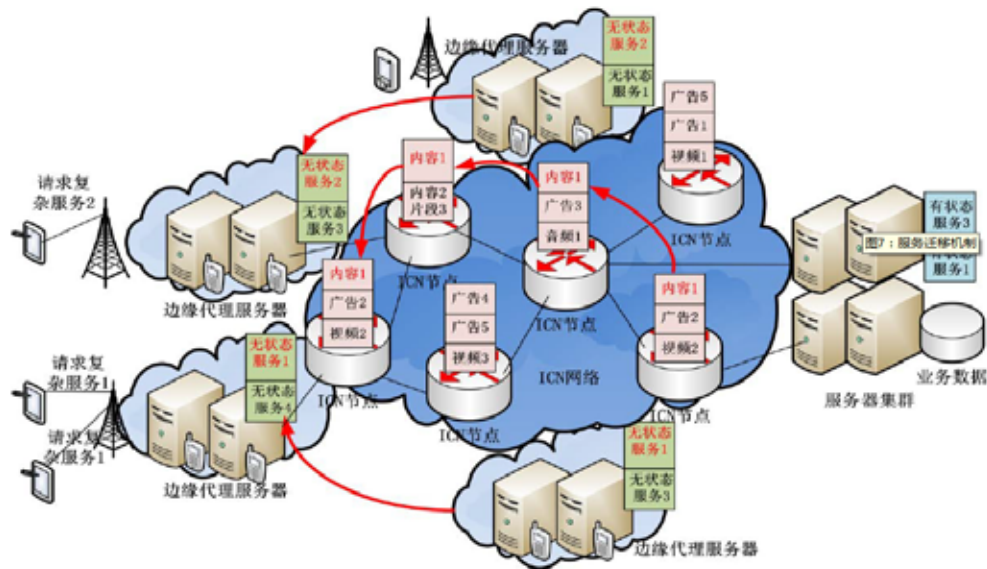 边缘代理服务器
无状态
服务2
无状态
服务1
广告5
广告1
视频1
ICN节点
请求复
杂服务2
无状态
服务2
无状态
服务3
边缘代理服务器
内容1
内容2
片段3
ICN节点
内容1
广告3
音频1
ICN节点
有状态
服务3
图7：服务迁移机制
有状态
服务1
业务数据
服务器集群
内容1
广告2
视频2
ICN节点
广告4
广告5
视频3
ICN节点
ICN网络
内容1
广告2
视频2
ICN节点
请求复
杂服务1
请求复
杂服务1
无状态
服务1
无状态
服务4
边缘代理服务器
无状态
服务1
无状态
服务3
边缘代理服务器